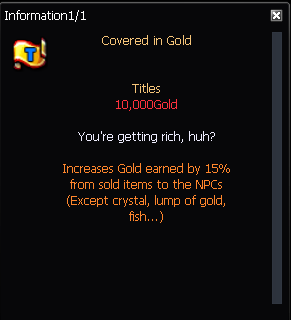 Information1/1
Covered in Gold
T
Titles
10,000Gold
You're getting rich, huh?
Increases Gold earned by 15%
from sold items to the NPCs
(Except crystal, lump of gold,
fish...)